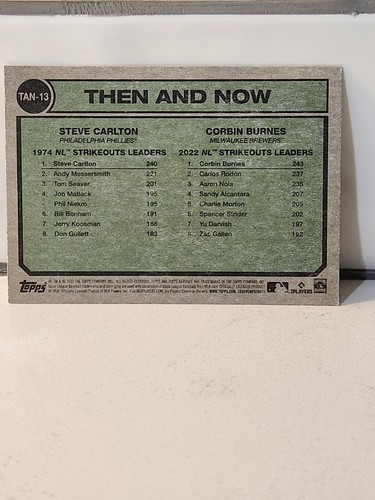 TAN-13
THEN AND NOW
STEVE CARLTON
PHILADELPHIA PHILLIES®
1974 NL™ STRIKEOUTS LEADERS
1. Steve Carlton 240
2. Andy Messersmith 221
3. Tom Seaver 201
4. Jon Matlack 195
Phil Niekro 195
6. Bill Bonham 191
7. Jerry Koosman 188
8. Don Gullett 183
CORBIN BURNES
MILWAUKEE BREWERS™
2022 NL™ STRIKEOUTS LEADERS
1. Corbin Burnes 243
2. Carlos Rodón 237
3. Aaron Nola 235
4. Sandy Alcantara 207
5. Charlie Morton 205
6. Spencer Strider 202
7. Yu Darvish 197
8. Zac Gallen 192
Topps
PLAYERS